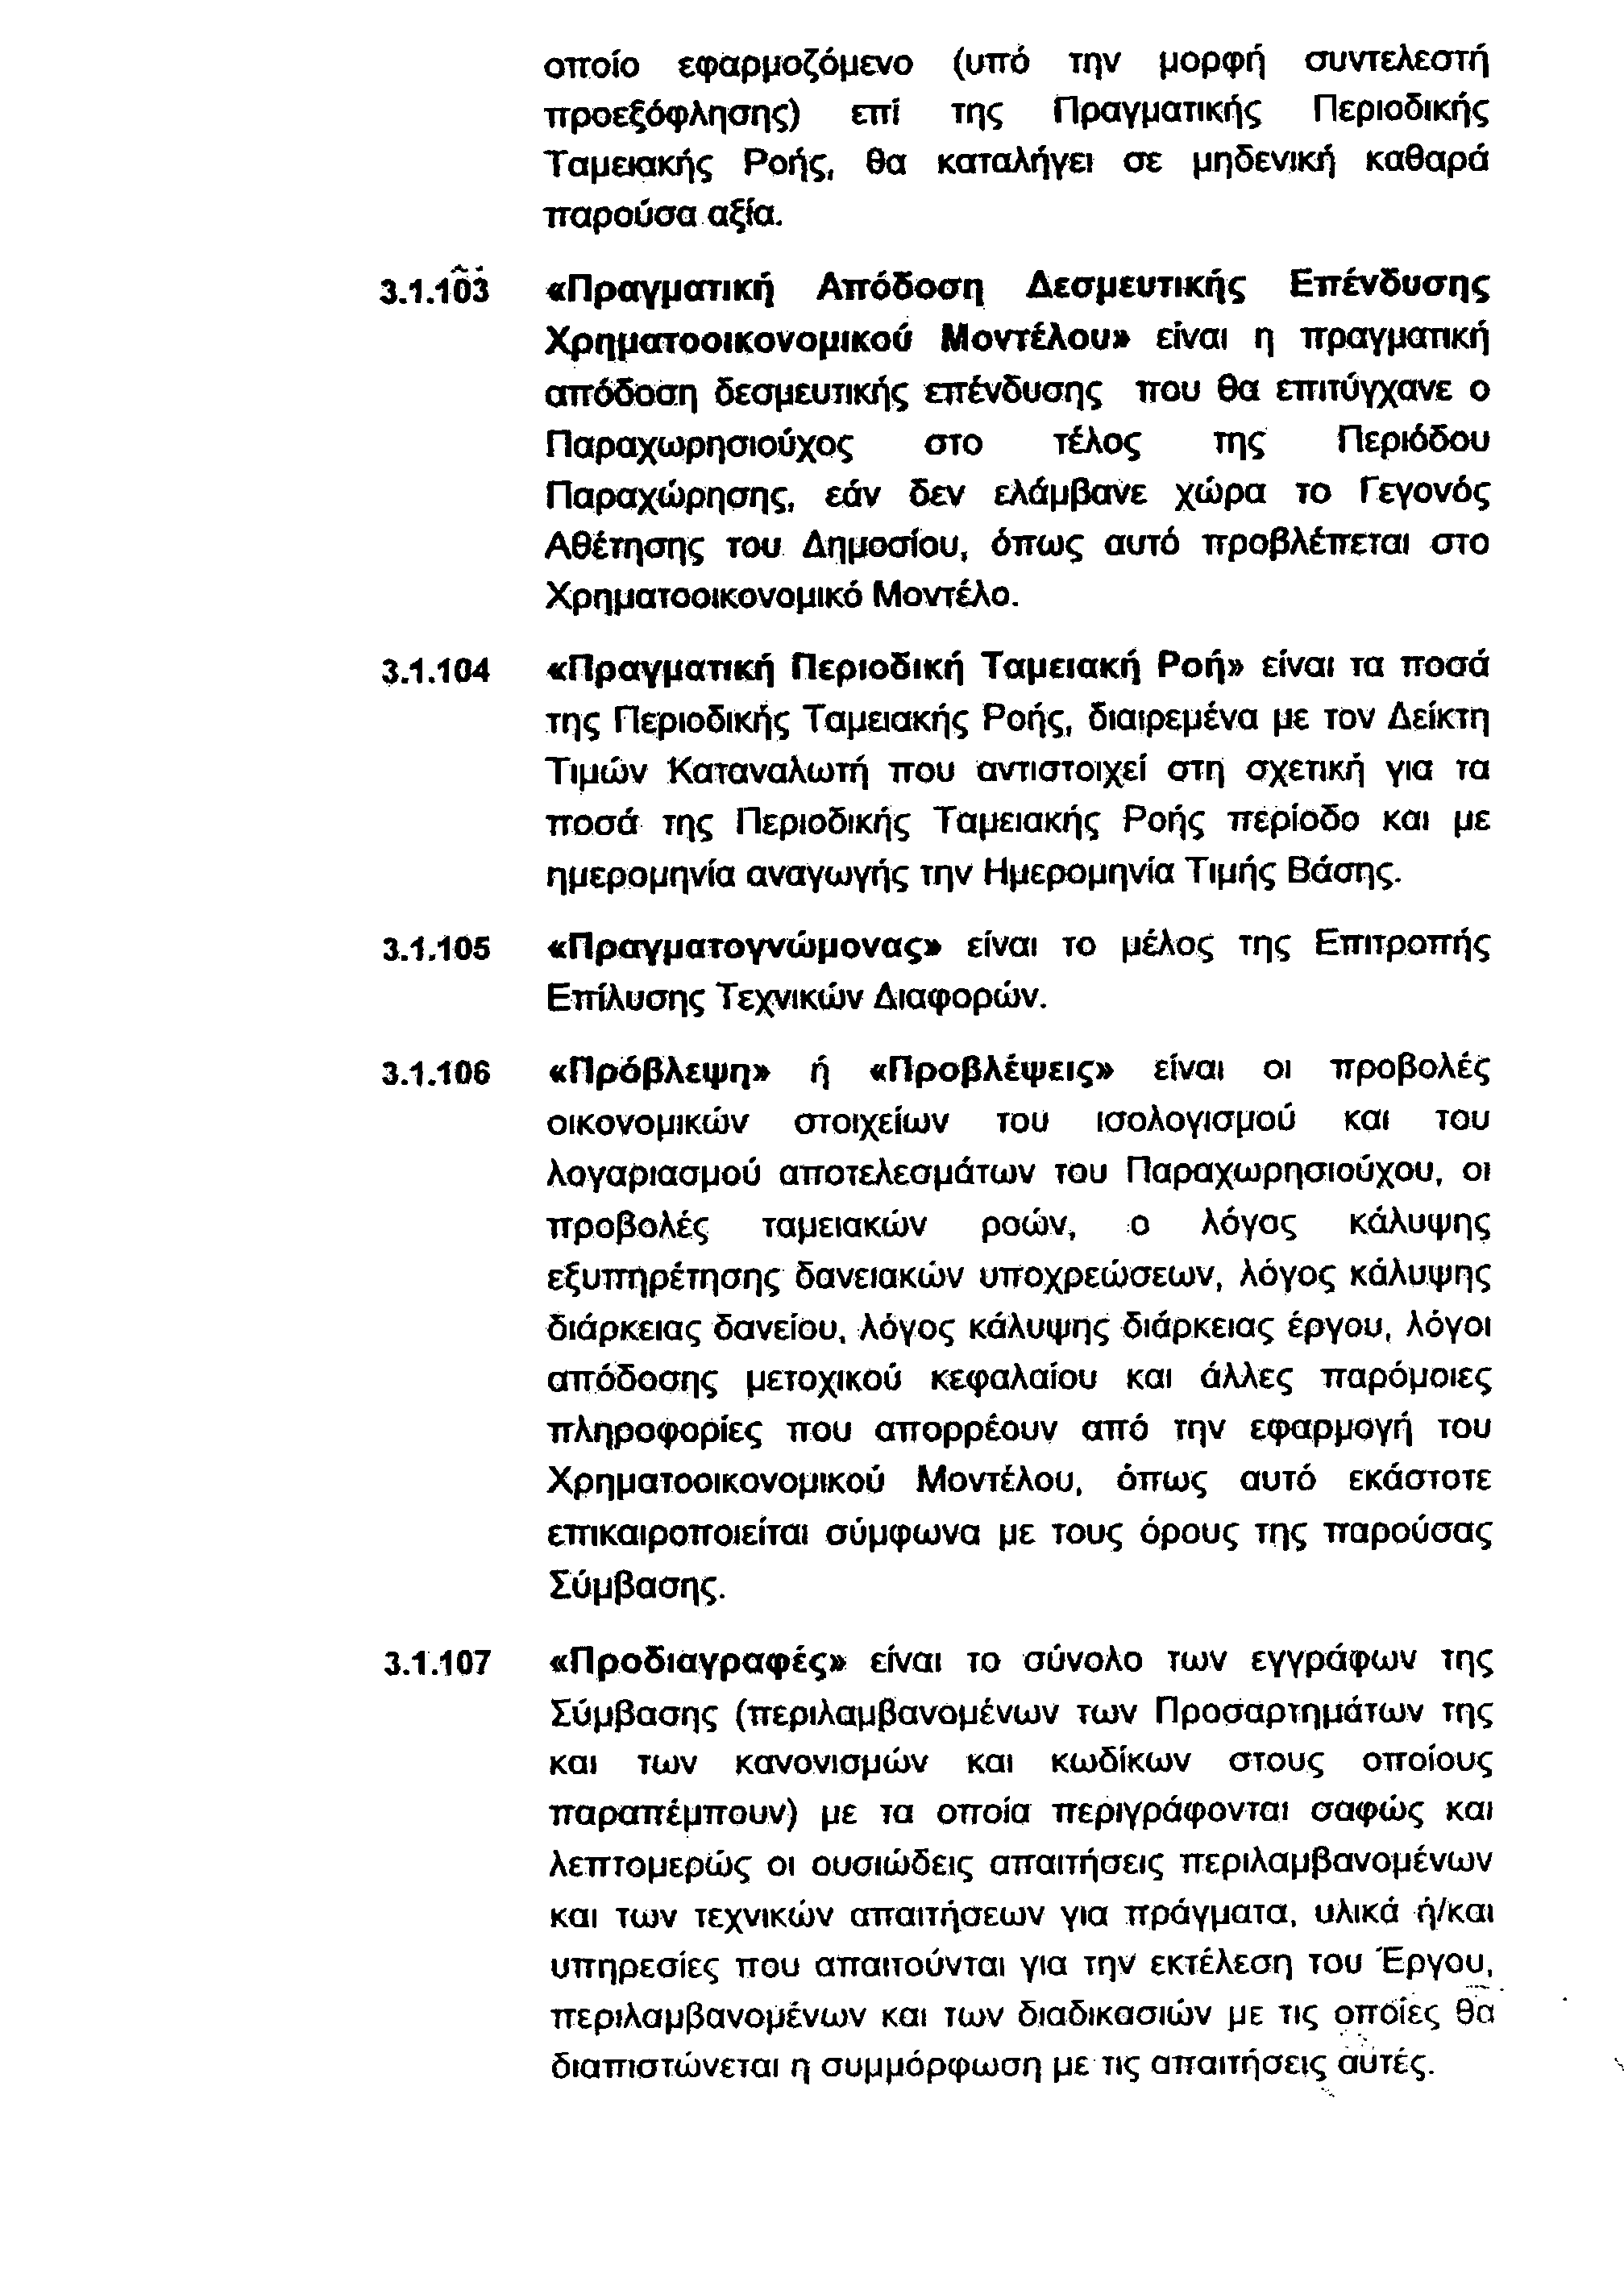 οποίο εφαρμοζόμενο (υπό την μορφή συντελεστή
προεξόφλησης) επί της Πραγματικής Περιοδικής
Ταμειακής Ροής, θα καταλήγει σε μηδενική καθαρά
παρούσα αξία.
3.1.103 «Πραγματική Απόδοση Δεσμευτικής Επένδυσης
Χρηματοοικονομικού Μοντέλου» είναι η πραγματική
απόδοση δεσμευτικής επένδυσης που θα επιτύγχανε ο
Παραχωρησιούχος στο τέλος της Περιόδου
Παραχώρησης, εάν δεν ελάμβανε χώρα το Γεγονός
Αθέτησης του Δημοσίου, όπως αυτό προβλέπεται στο
Χρηματοοικονομικό Μοντέλο.
3.1.104 «Πραγματική Περιοδική Ταμειακή Ροή» είναι τα ποσά
της Περιοδικής Ταμειακής Ροής, διαιρεμένα με τον Δείκτη
Τιμών Καταναλωτή που αντιστοιχεί στη σχετική για τα
ποσά της Περιοδικής Ταμειακής Ροής περίοδο και με
ημερομηνία αναγωγής την Ημερομηνία Τιμής Βάσης.
3.1.105 «Πραγματογνώμονας» είναι το μέλος της Επιτροπής
Επίλυσης Τεχνικών Διαφορών.
3.1.106 «Πρόβλεψη» ή «Προβλέψεις» είναι οι προβολές
οικονομικών στοιχείων του ισολογισμού και του
λογαριασμού αποτελεσμάτων του Παραχωρησιούχου, οι
προβολές ταμειακών ροών, ο λόγος κάλυψης
εξυπηρέτησης δανειακών υποχρεώσεων, λόγος κάλυψης
διάρκειας δανείου, λόγος κάλυψης διάρκειας έργου, λόγοι
απόδοσης μετοχικού κεφαλαίου και άλλες παρόμοιες
πληροφορίες που απορρέουν από την εφαρμογή του
Χρηματοοικονομικού Μοντέλου, όπως αυτό εκάστοτε
επικαιροποιείται σύμφωνα με τους όρους της παρούσας
Σύμβασης.
3.1.107 «Προδιαγραφές» είναι το σύνολο των εγγράφων της
Σύμβασης (περιλαμβανομένων των Προσαρτημάτων της
και των κανονισμών και κωδίκων στους οποίους
παραπέμπουν) με τα οποία περιγράφονται σαφώς και
λεπτομερώς οι ουσιώδεις απαιτήσεις περιλαμβανομένων
και των τεχνικών απαιτήσεων για πράγματα, υλικά ή/και
υπηρεσίες που απαιτούνται για την εκτέλεση του Έργου,
περιλαμβανομένων και των διαδικασιών με τις οποίες θα
διαπιστώνεται η συμμόρφωση με τις απαιτήσεις αυτές.